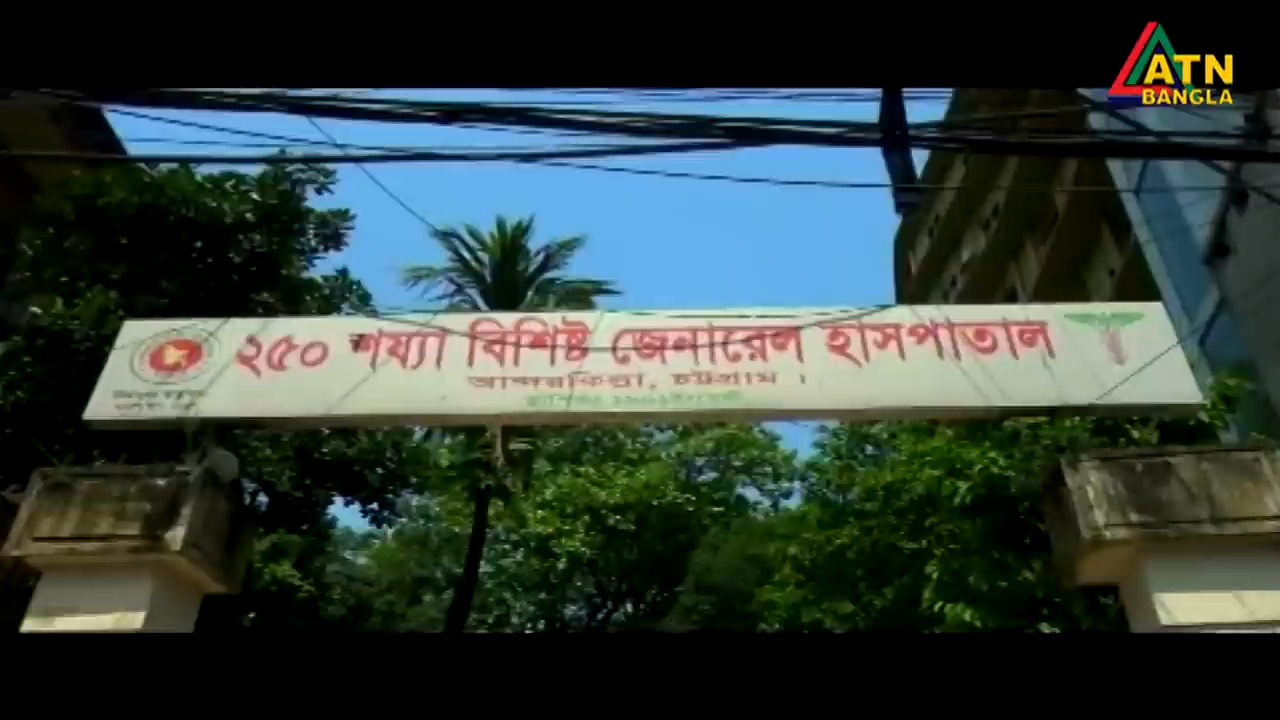 ATN
BANGLA
২৫০ শয্যা বিশিষ্ট জেনারেল হাসপাতাল
আন্দরকিল্লা, চট্টগ্রাম ।